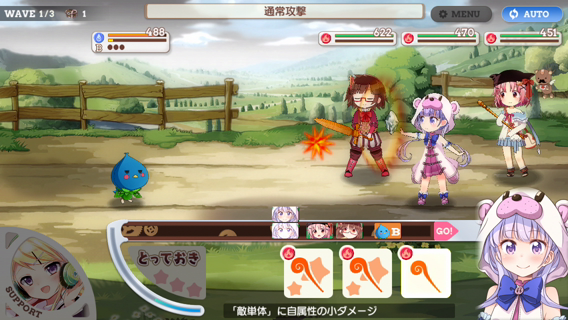 WAVE 1/3
1
通常攻撃
MENU
AUTO
488
B
622
470
451
B
GO!
とっておき
SUPPORT
「敵単体」に自属性の小ダメージ